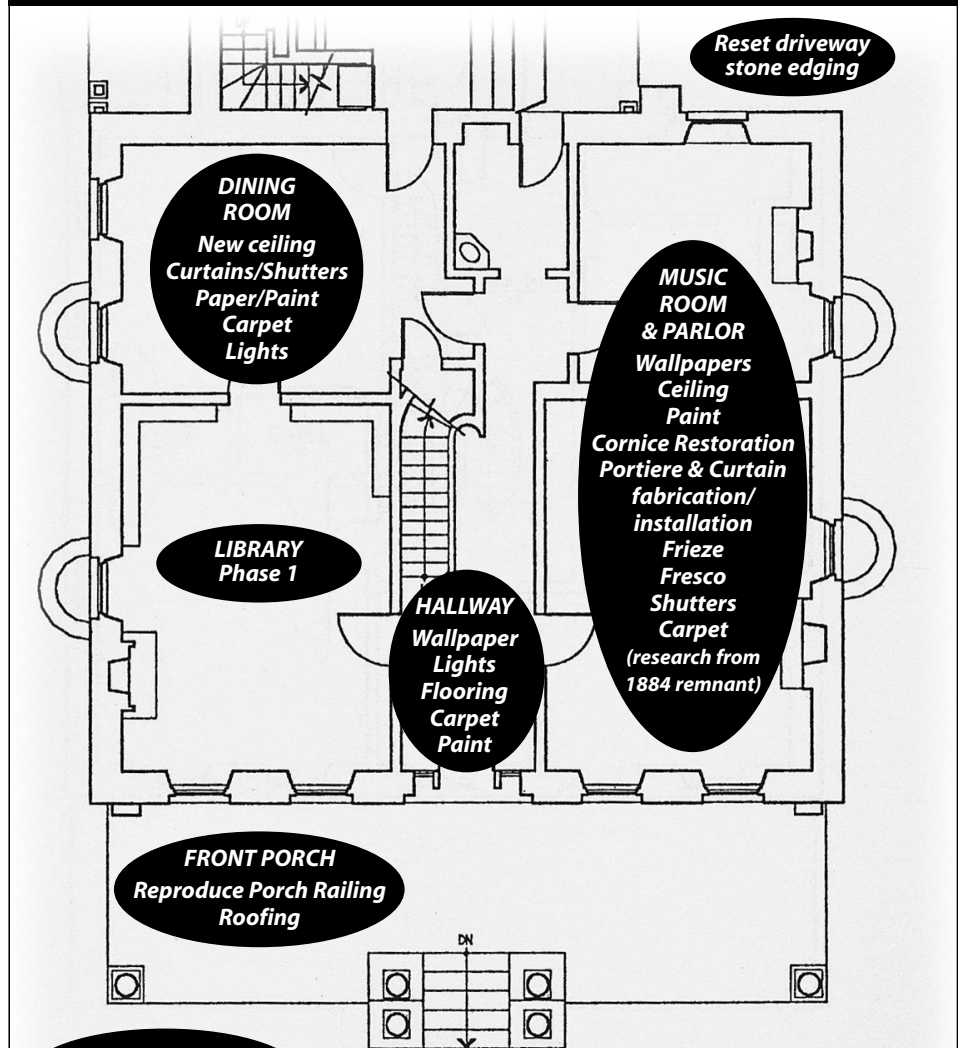 Reset driveway
stone edging
DINING
ROOM
New ceiling
Curtains/Shutters
Paper/Paint
Carpet
Lights
MUSIC
ROOM
& PARLOR
Wallpapers
Ceiling
Paint
Cornice Restoration
Portiere & Curtain
fabrication/
installation
Frieze
Fresco
Shutters
Carpet
(research from
1884 remnant)
LIBRARY
Phase 1
HALLWAY
Wallpaper
Lights
Flooring
Carpet
Paint
FRONT PORCH
Reproduce Porch Railing
Roofing
DN